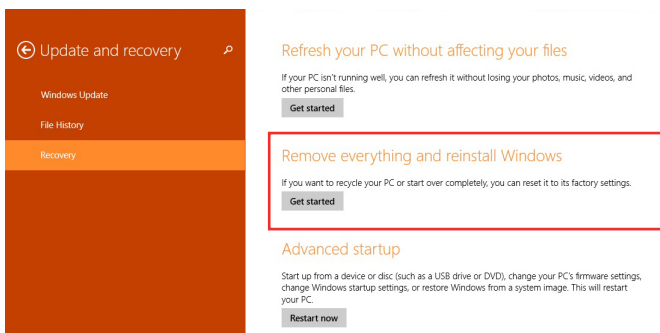 Update and recovery
Windows Update
File History
Recovery
Refresh your PC without affecting your files
If your PC isn't running well, you can refresh it without losing your photos, music, videos, and
other personal files.
Get started
Remove everything and reinstall Windows
If you want to recycle your PC or start over completely, you can reset it to its factory settings.
Get started
Advanced startup
Start up from a device or disc (such as a USB drive or DVD), change your PC's firmware settings,
change Windows startup settings, or restore Windows from a system image. This will restart
your PC.
Restart now